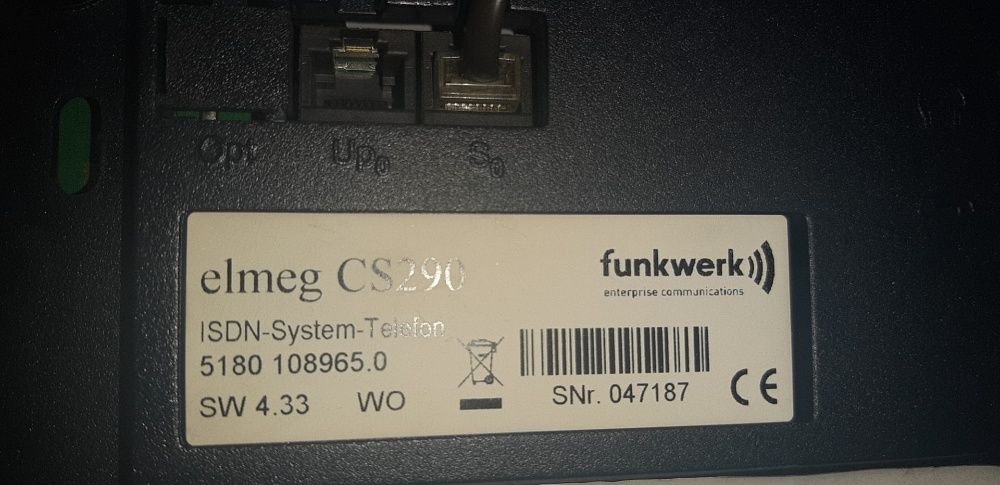 Opt Up0 S0
elmeg CS290
funkwerk
enterprise communications
ISDN-System-Telefon
5180 108965.0
SW 4.33 WO
SNr. 047187
CE